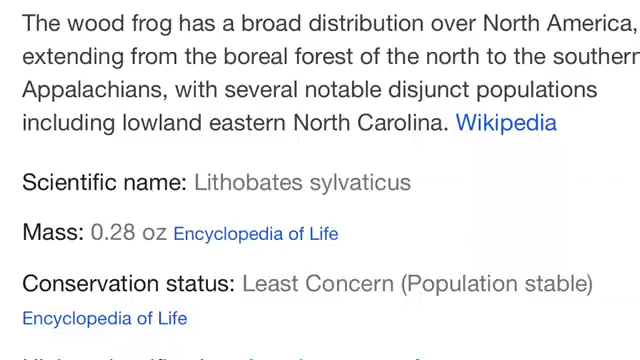 The wood frog has a broad distribution over North America,
extending from the boreal forest of the north to the southern
Appalachians, with several notable disjunct populations
including lowland eastern North Carolina. Wikipedia
Scientific name: Lithobates sylvaticus
Mass: 0.28 oz Encyclopedia of Life
Conservation status: Least Concern (Population stable)
Encyclopedia of Life